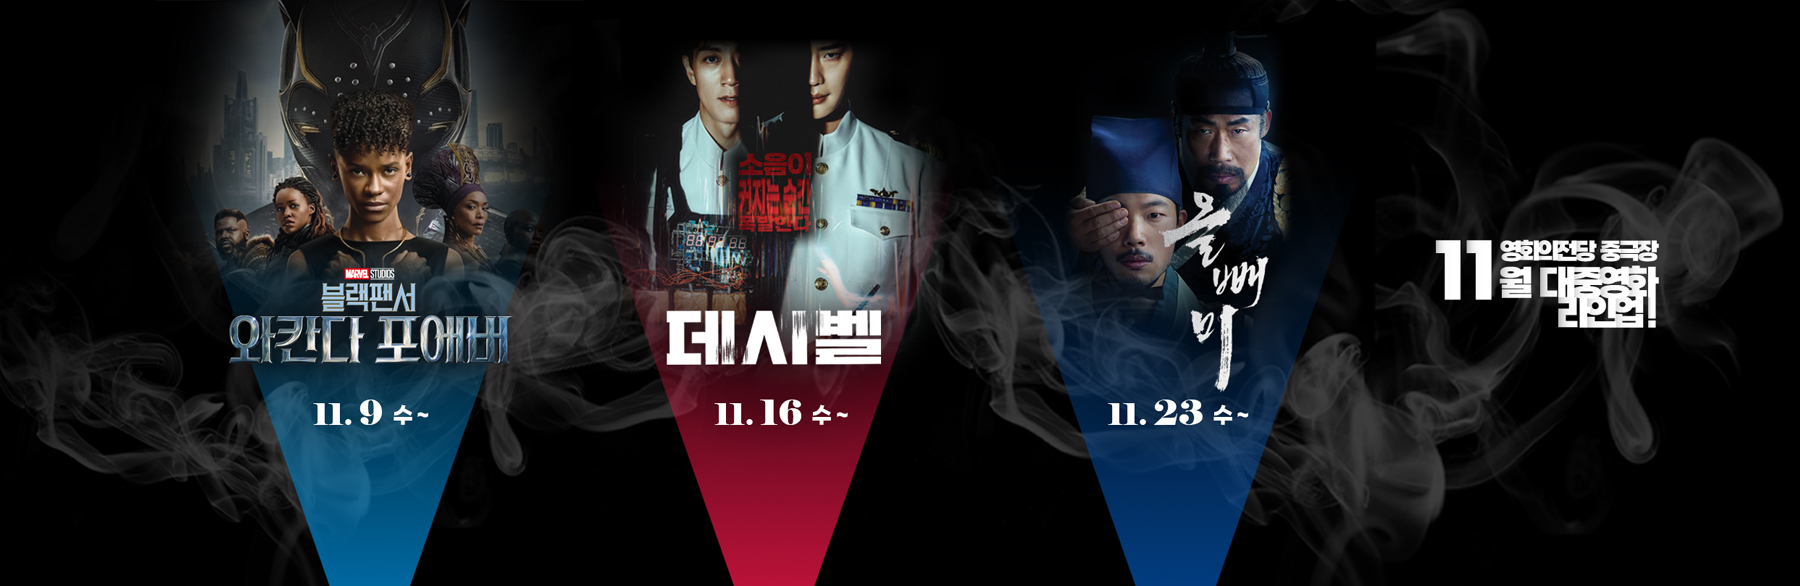 MARVEL STUDIOS
블랙팬서
와칸다 포에버
11. 9 수~
소음이
커지는 순간
폭발한다
88:88:88
데시벨
11. 16 수~
올빼미
11. 23 수~
11월
영화의전당 중극장
대중영화
라인업!